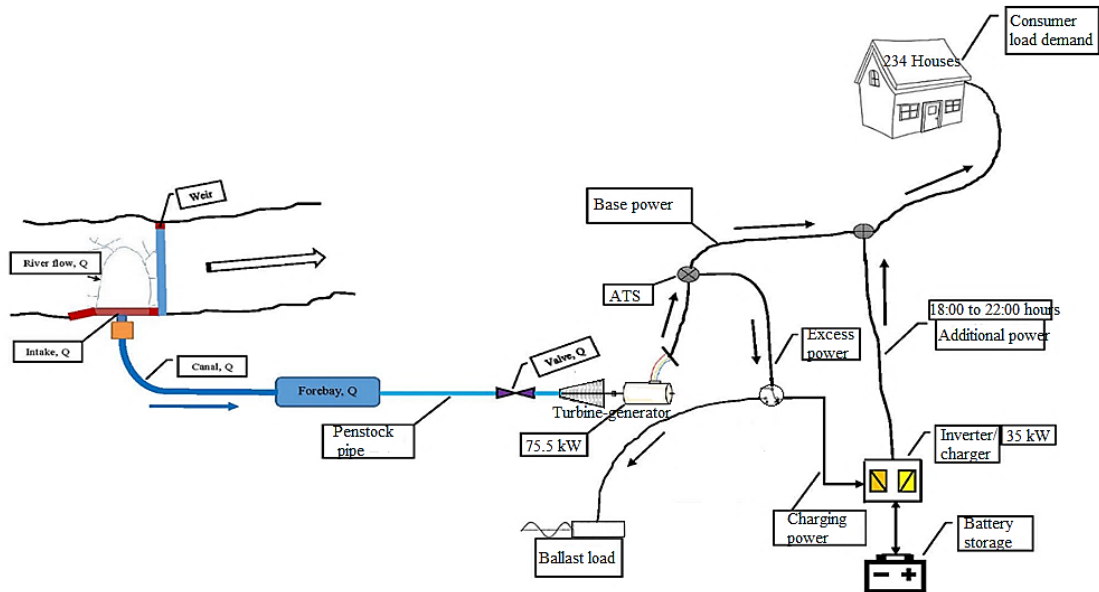 Consumer
load demand
234 Houses
Weir
Base power
River flow, Q
ATS
18:00 to 22:00 hours
Additional power
Intake, Q
Canal, Q
Valve, Q
Excess
power
Forebay, Q
Turbine-generator
Penstock
pipe
75.5 kW
Inverter/
charger
35 kW
Charging
power
Battery
storage
Ballast load